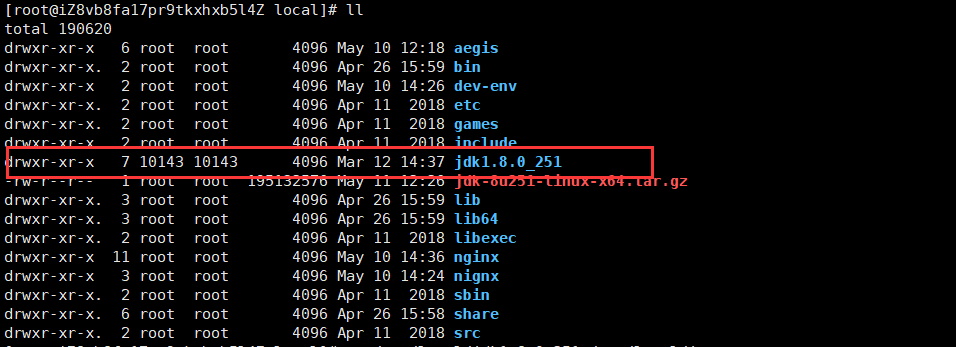 [root@iZ8vb8fa17pr9tkxhxb5l4Z local]# ll
total 190620
drwxr-xr-x   6 root  root       4096 May 10 12:18 aegis
drwxr-xr-x.  2 root  root       4096 Apr 26 15:59 bin
drwxr-xr-x   2 root  root       4096 May 10 14:26 dev-env
drwxr-xr-x.  2 root  root       4096 Apr 11  2018 etc
drwxr-xr-x.  2 root  root       4096 Apr 11  2018 games
drwxr-xr-x.  2 root  root       4096 Apr 11  2018 include
drwxr-xr-x   7 10143 10143      4096 Mar 12 14:37 jdk1.8.0_251
-rw-r--r--   1 root  root  195132576 May 11 12:26 jdk-8u251-linux-x64.tar.gz
drwxr-xr-x.  3 root  root       4096 Apr 26 15:59 lib
drwxr-xr-x.  3 root  root       4096 Apr 26 15:59 lib64
drwxr-xr-x.  2 root  root       4096 Apr 11  2018 libexec
drwxr-xr-x  11 root  root       4096 May 10 14:36 nginx
drwxr-xr-x   3 root  root       4096 May 10 14:24 nignx
drwxr-xr-x.  2 root  root       4096 Apr 11  2018 sbin
drwxr-xr-x.  6 root  root       4096 Apr 26 15:58 share
drwxr-xr-x.  2 root  root       4096 Apr 11  2018 src